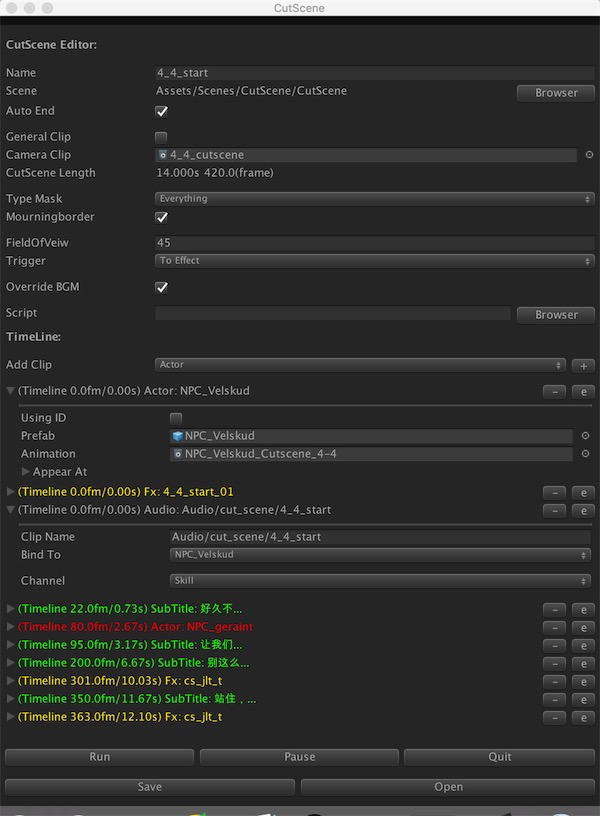 CutScene
CutScene Editor:
Name 4_4_start
Scene Assets/Scenes/CutScene/CutScene Browser
Auto End
General Clip
Camera Clip 4_4_cutscene
CutScene Length 14.000s 420.0(frame)
Type Mask Everything
Mourningborder
FieldOfVeiw 45
Trigger To Effect
Override BGM
Script Browser
TimeLine:
Add Clip Actor +
(Timeline 0.0fm/0.00s) Actor: NPC_Velskud - e
Using ID
Prefab NPC_Velskud
Animation NPC_Velskud_Cutscene_4-4
Appear At
(Timeline 0.0fm/0.00s) Fx: 4_4_start_01 - e
(Timeline 0.0fm/0.00s) Audio: Audio/cut_scene/4_4_start - e
Clip Name Audio/cut_scene/4_4_start
Bind To NPC_Velskud
Channel Skill
(Timeline 22.0fm/0.73s) SubTitle: 好久不... - e
(Timeline 80.0fm/2.67s) Actor: NPC_geraint - e
(Timeline 95.0fm/3.17s) SubTitle: 让我们... - e
(Timeline 200.0fm/6.67s) SubTitle: 别这么... - e
(Timeline 301.0fm/10.03s) Fx: cs_jlt_t - e
(Timeline 350.0fm/11.67s) SubTitle: 站住，... - e
(Timeline 363.0fm/12.10s) Fx: cs_jlt_t - e
Run Pause Quit
Save Open